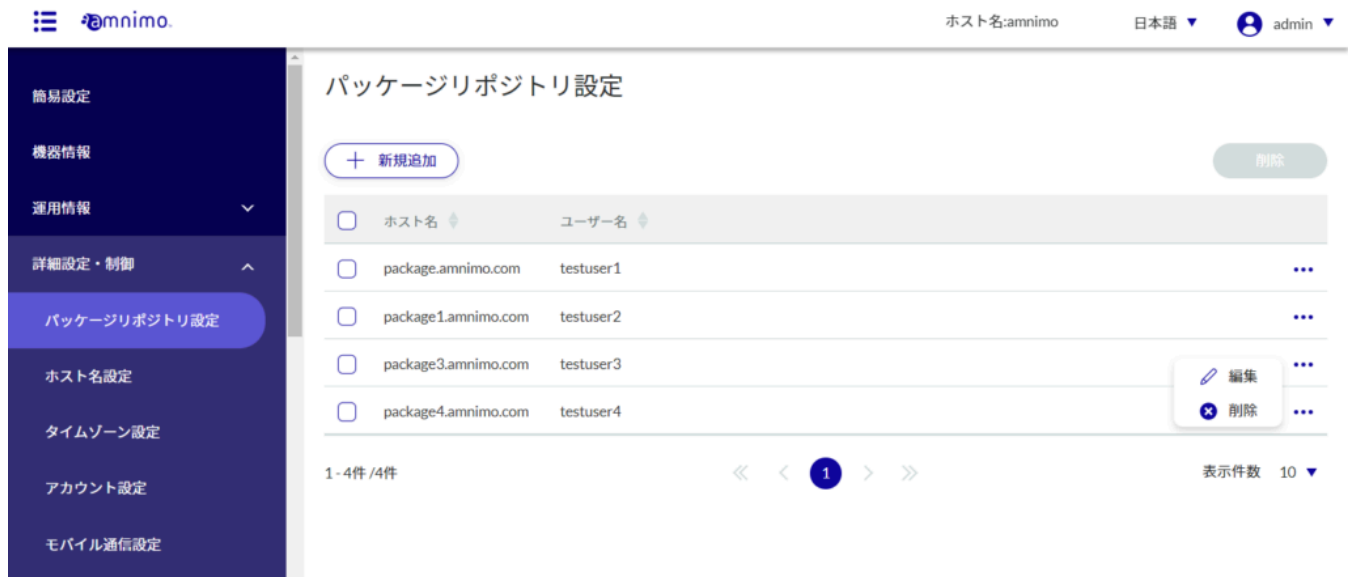 amnimo.
ホスト名:amnimo
日本語 ▼
admin ▼
簡易設定
機器情報
運用情報
詳細設定・制御
パッケージリポジトリ設定
ホスト名設定
タイムゾーン設定
アカウント設定
モバイル通信設定
パッケージリポジトリ設定
＋ 新規追加
削除
ホスト名 ユーザー名
package.amnimo.com testuser1
package1.amnimo.com testuser2
package3.amnimo.com testuser3
package4.amnimo.com testuser4
編集
削除
1 - 4件 /4件
1
表示件数 10 ▼